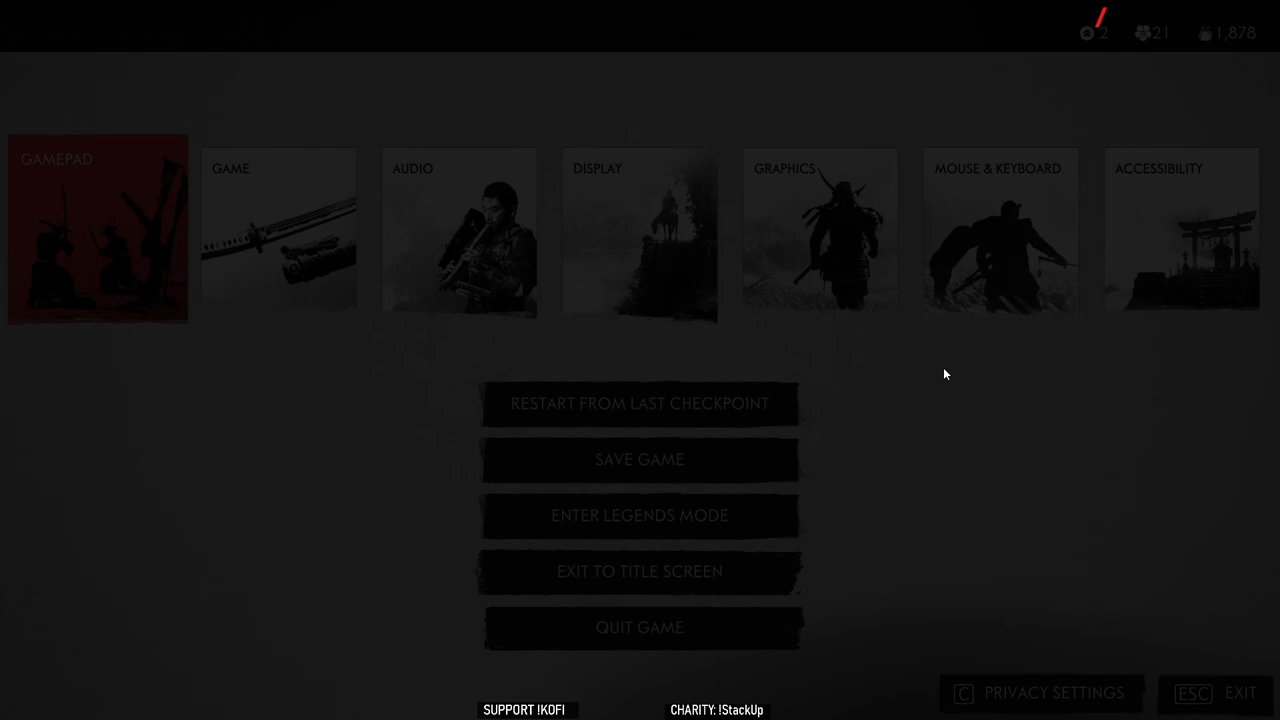 2 21 1,878
GAMEPAD
GAME
AUDIO
DISPLAY
GRAPHICS
MOUSE & KEYBOARD
ACCESSIBILITY
RESTART FROM LAST CHECKPOINT
SAVE GAME
ENTER LEGENDS MODE
EXIT TO TITLE SCREEN
QUIT GAME
C PRIVACY SETTINGS
ESC EXIT
SUPPORT !KOFI
CHARITY: !StackUp